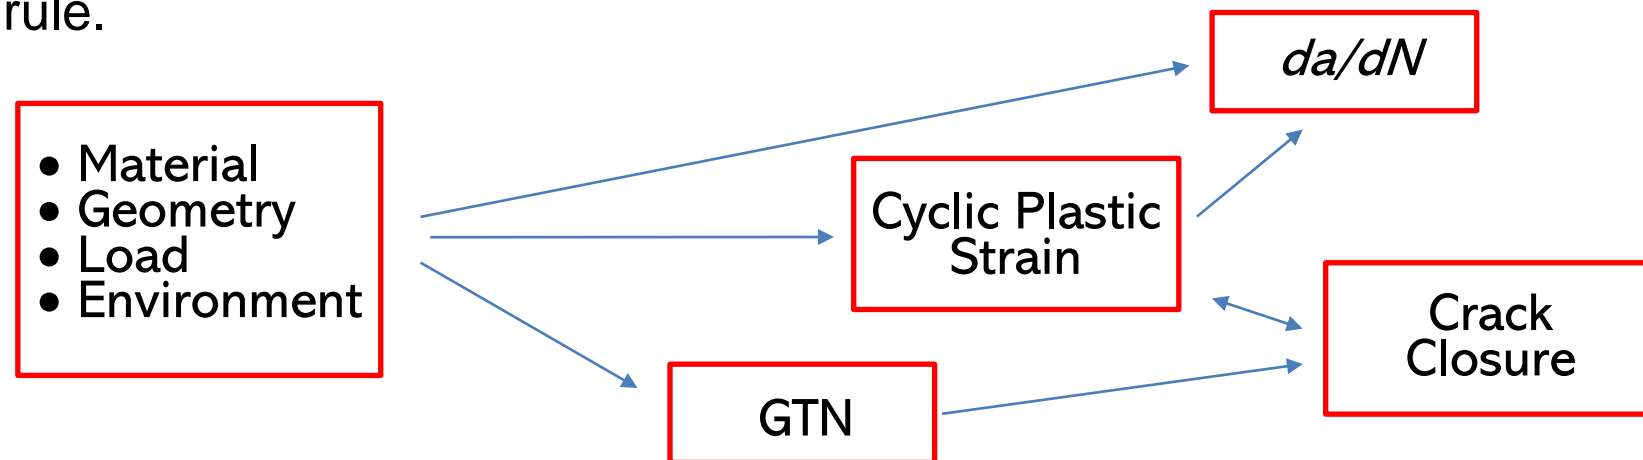 rule.
da/dN
• Material
• Geometry
• Load
• Environment
Cyclic Plastic
Strain
Crack
Closure
GTN